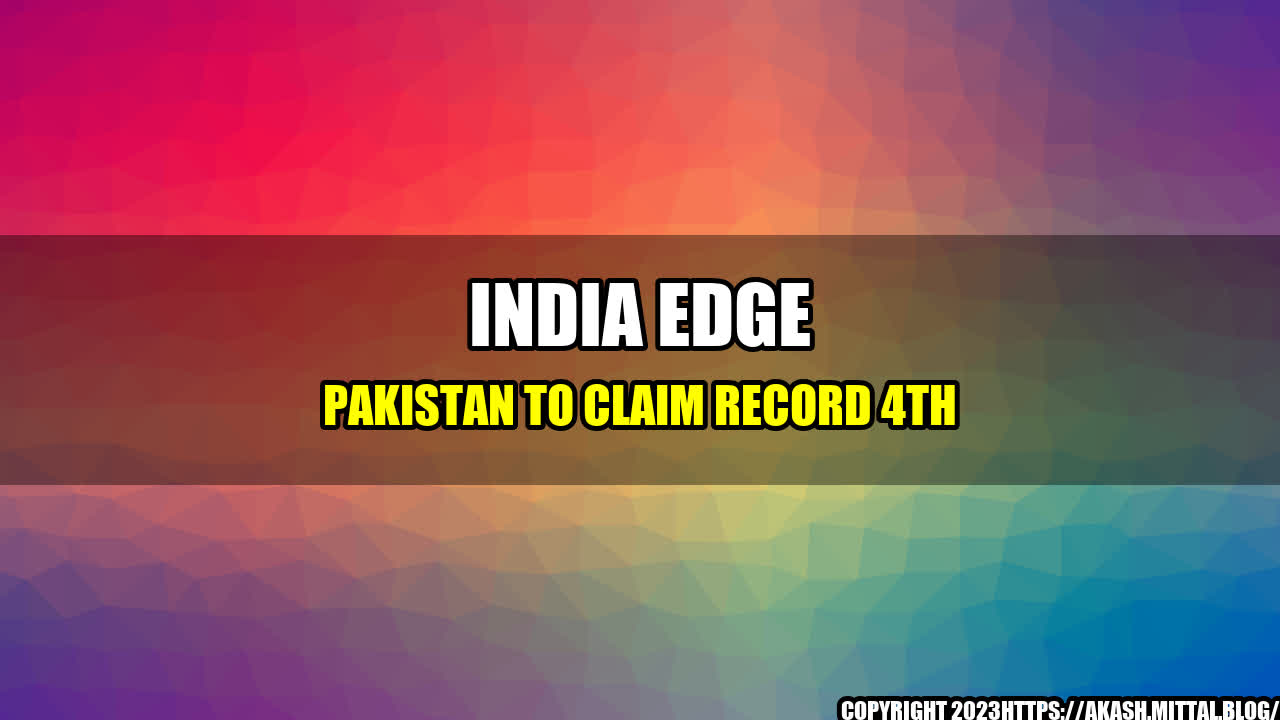 INDIA EDGE
PAKISTAN TO CLAIM RECORD 4TH
COPYRIGHT 2023HTTPS://AKASH.MITTAL.BLOG/